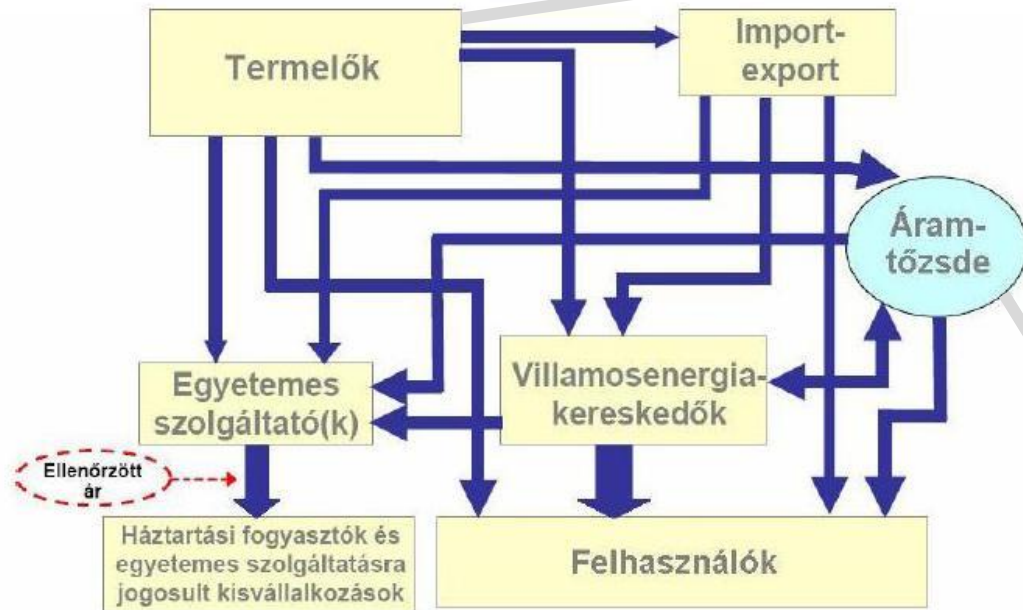 Termelők
Import-
export
Áram-
tőzsde
Egyetemes
szolgáltató(k)
Villamosenergia-
kereskedők
Ellenőrzött
ár
Háztartási fogyasztók és
egyetemes szolgáltatásra
jogosult kisvállalkozások
Felhasználók